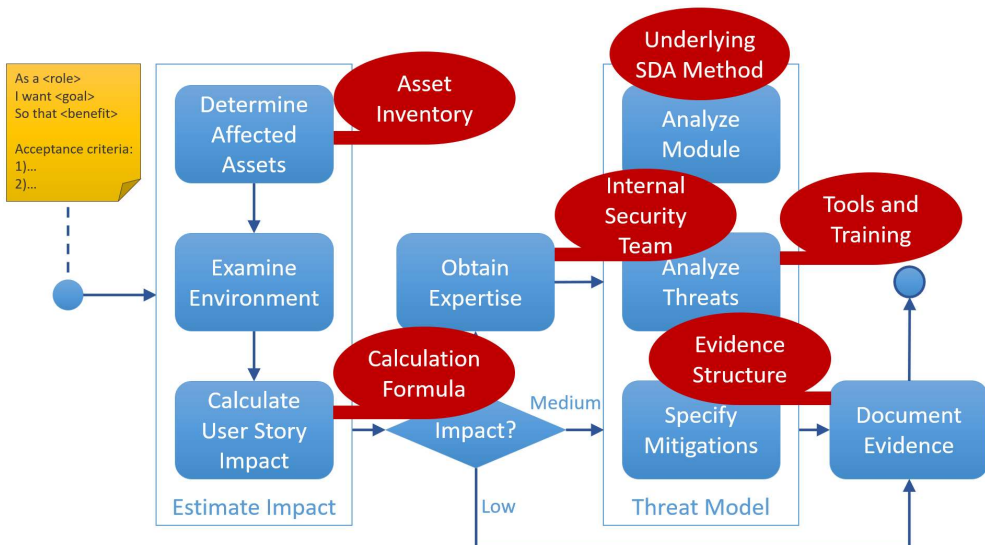 As a <role>
I want <goal>
So that <benefit>
Acceptance criteria:
1)...
2)...
Determine
Affected
Assets
Asset
Inventory
Examine
Environment
Calculate
User Story
Impact
Calculation
Formula
Estimate Impact
Obtain
Expertise
Internal
Security
Team
Impact?
Medium
Low
Underlying
SDA Method
Analyze
Module
Analyze
Threats
Tools and
Training
Specify
Mitigations
Evidence
Structure
Threat Model
Document
Evidence